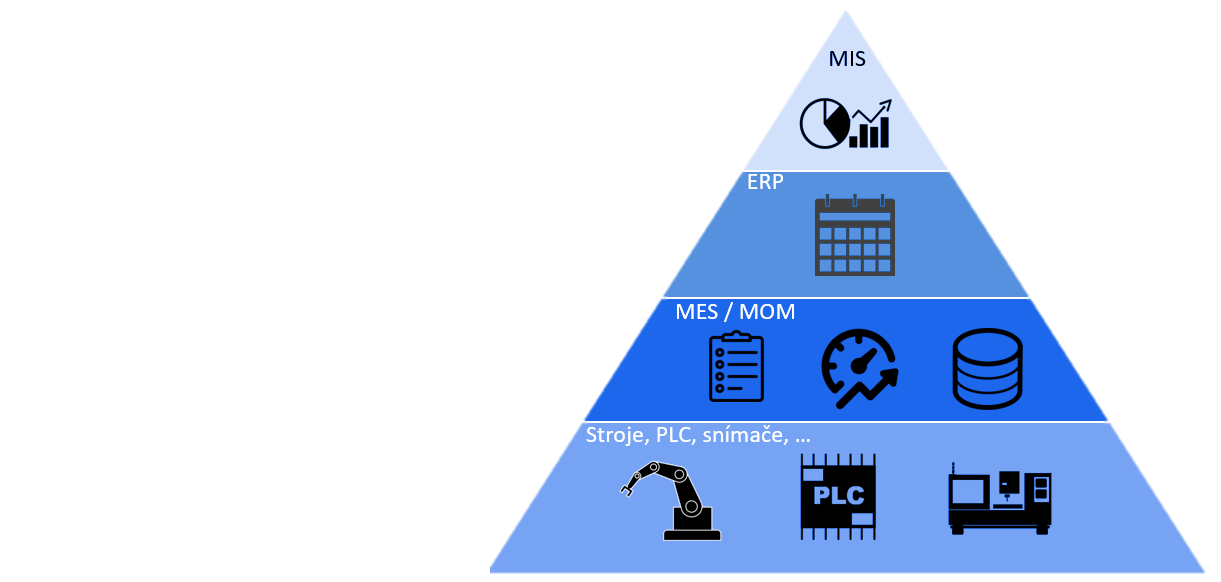 MIS
ERP
MES / MOM
Stroje, PLC, snímače, ...
PLC